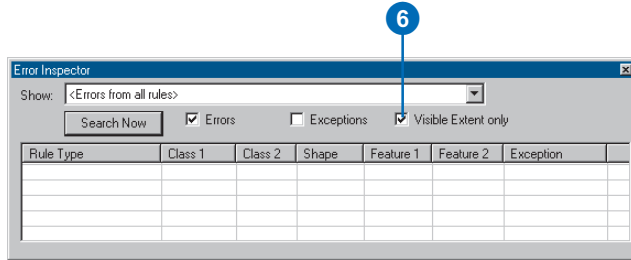 6
Error Inspector
Show: <Errors from all rules>
Search Now Errors Exceptions Visible Extent only
Rule Type Class 1 Class 2 Shape Feature 1 Feature 2 Exception